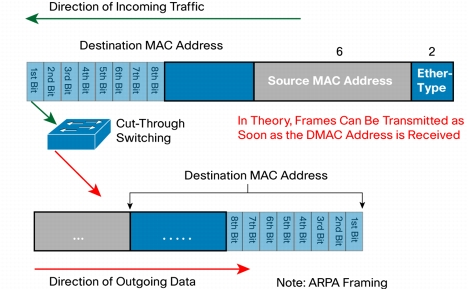 Direction of Incoming Traffic
Destination MAC Address
6
2
1st Bit
2nd Bit
3rd Bit
4th Bit
5th Bit
6th Bit
7th Bit
8th Bit
Source MAC Address
Ether-
Type
Cut-Through
Switching
In Theory, Frames Can Be Transmitted as
Soon as the DMAC Address is Received
Destination MAC Address
...
.....
8th Bit
7th Bit
6th Bit
5th Bit
4th Bit
3rd Bit
2nd Bit
1st Bit
Direction of Outgoing Data
Note: ARPA Framing